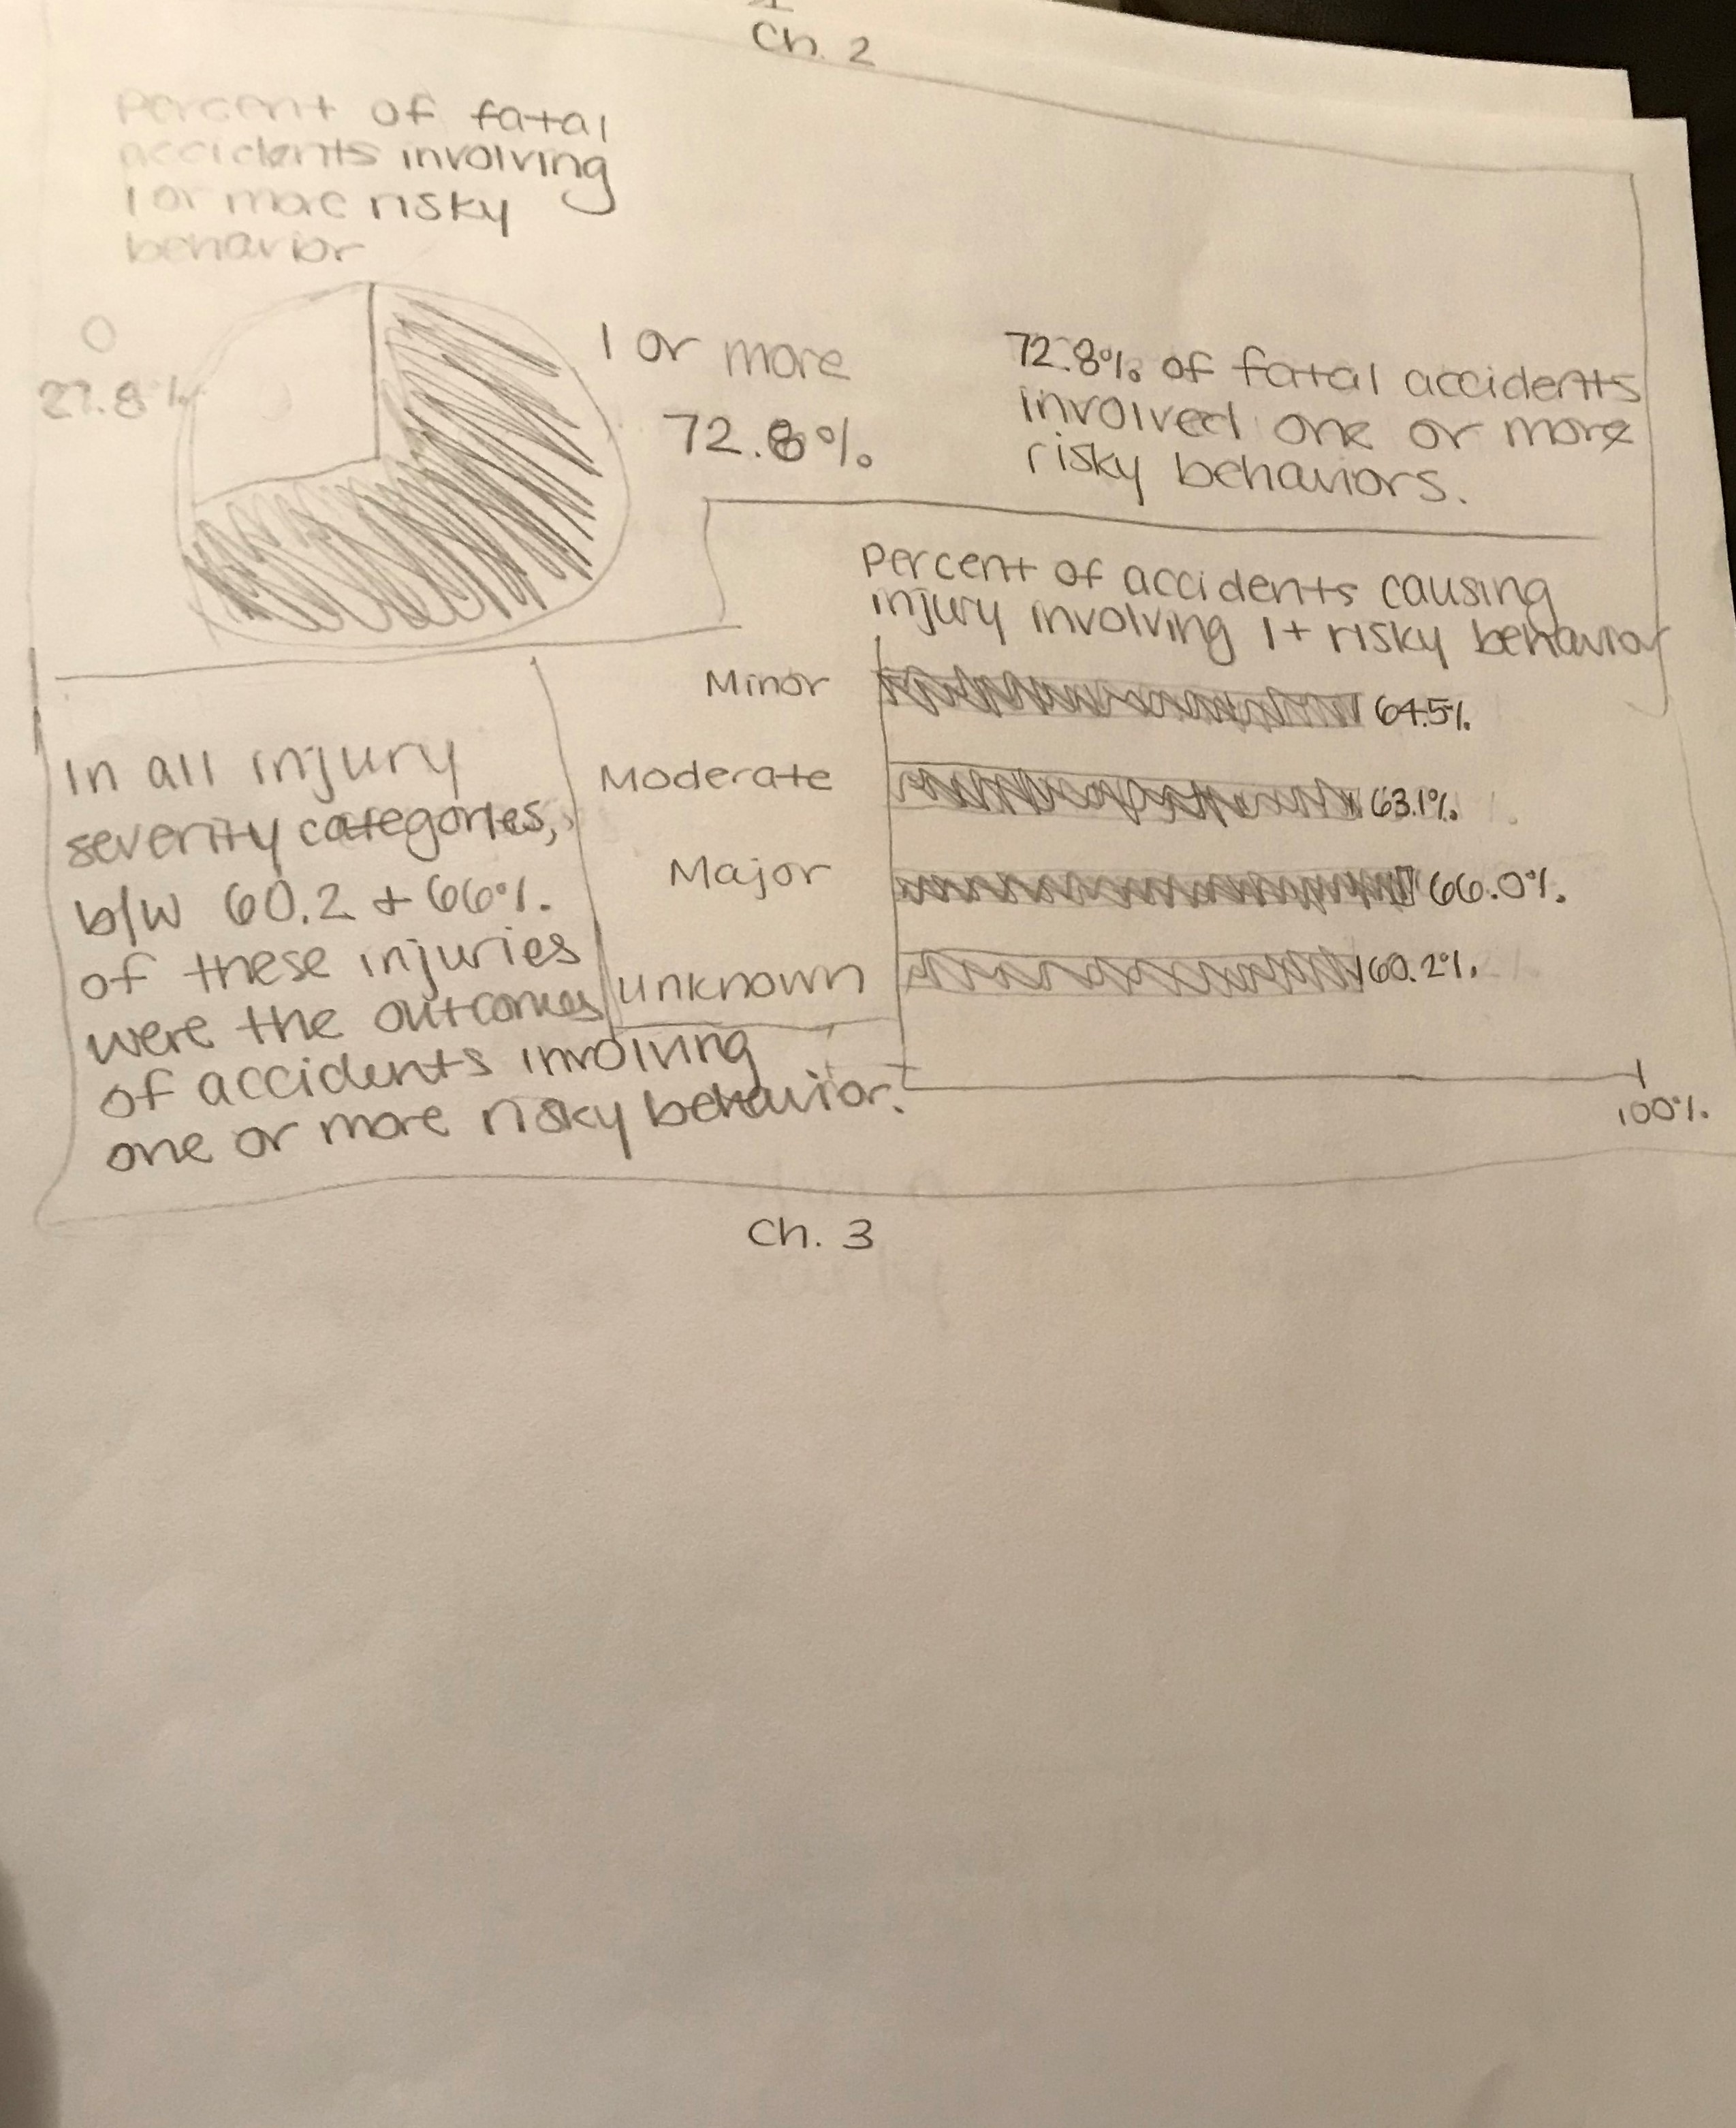 Ch. 2
Percent of fatal
accidents involving
1 or more risky
behavior
0
27.8%
1 or more
72.8%
72.8% of fatal accidents
involved one or more
risky behaviors.
Percent of accidents causing
injury involving 1+ risky behavior
Minor 64.5%
Moderate 63.1%
Major 66.0%
Unknown 60.2%
100%
In all injury
severity categories,
b/w 60.2 + 66%
of these injuries
were the outcomes
of accidents involving
one or more risky behavior.
Ch. 3